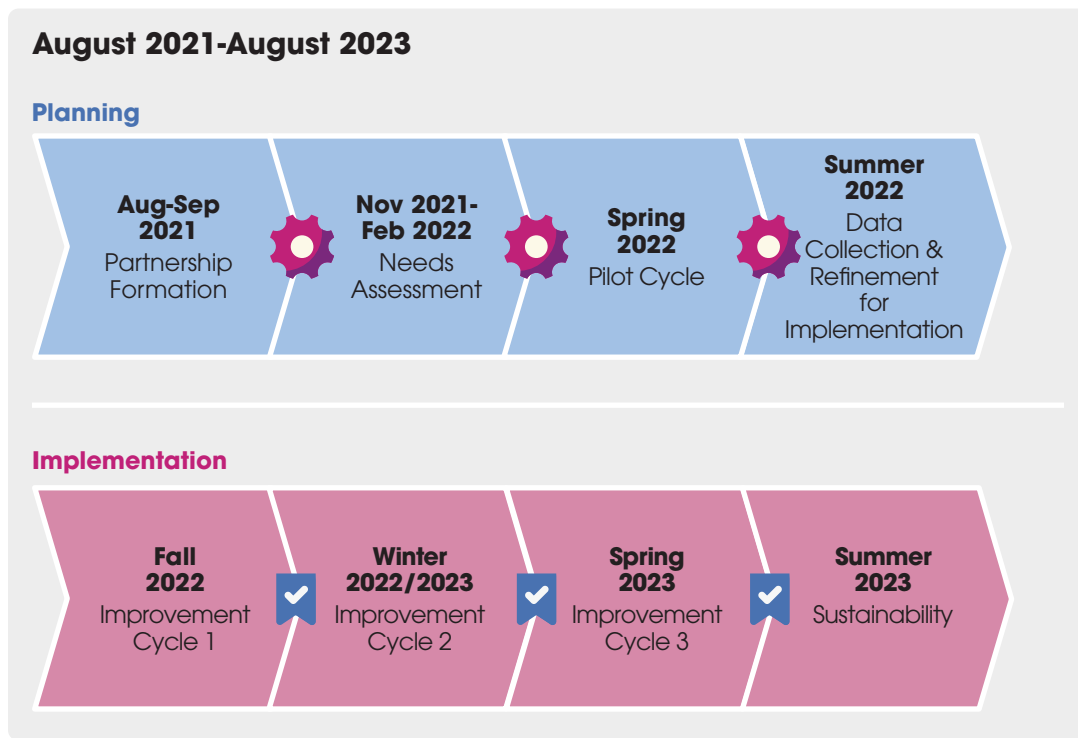 August 2021-August 2023
Planning
Aug-Sep
2021
Partnership
Formation
Nov 2021-
Feb 2022
Needs
Assessment
Spring
2022
Pilot Cycle
Summer
2022
Data
Collection &
Refinement
for
Implementation
Implementation
Fall
2022
Improvement
Cycle 1
Winter
2022/2023
Improvement
Cycle 2
Spring
2023
Improvement
Cycle 3
Summer
2023
Sustainability